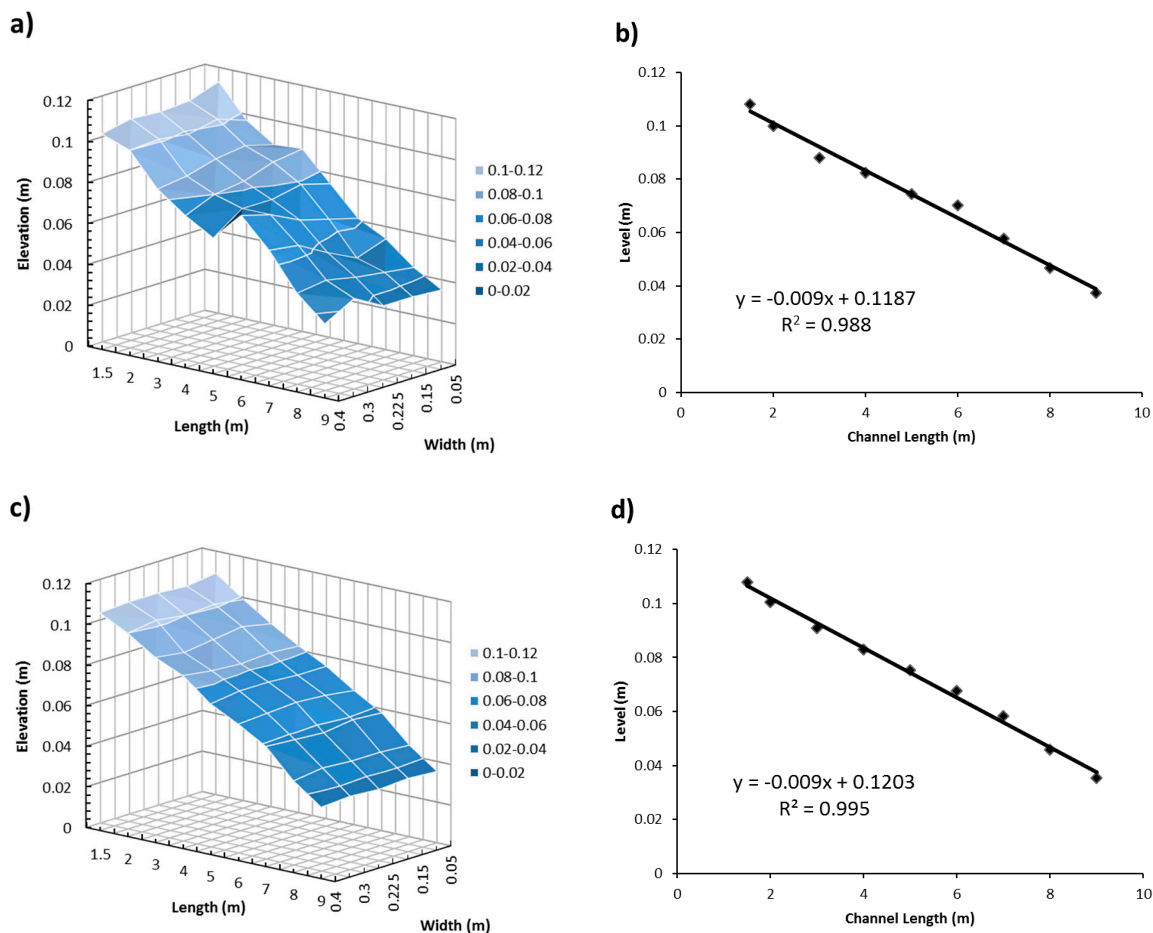 a)
0.12
0.1
0.08
0.06
0.04
0.02
0
Elevation (m)
1.5 2 3 4 5 6 7 8 9
Length (m)
0.4 0.3 0.225 0.15 0.05
Width (m)
0.1-0.12
0.08-0.1
0.06-0.08
0.04-0.06
0.02-0.04
0-0.02
b)
0.12
0.1
0.08
0.06
0.04
0.02
0
Level (m)
y = -0.009x + 0.1187
R² = 0.988
0 2 4 6 8 10
Channel Length (m)
c)
0.12
0.1
0.08
0.06
0.04
0.02
0
Elevation (m)
1.5 2 3 4 5 6 7 8 9
Length (m)
0.4 0.3 0.225 0.15 0.05
Width (m)
0.1-0.12
0.08-0.1
0.06-0.08
0.04-0.06
0.02-0.04
0-0.02
d)
0.12
0.1
0.08
0.06
0.04
0.02
0
Level (m)
y = -0.009x + 0.1203
R² = 0.995
0 2 4 6 8 10
Channel Length (m)